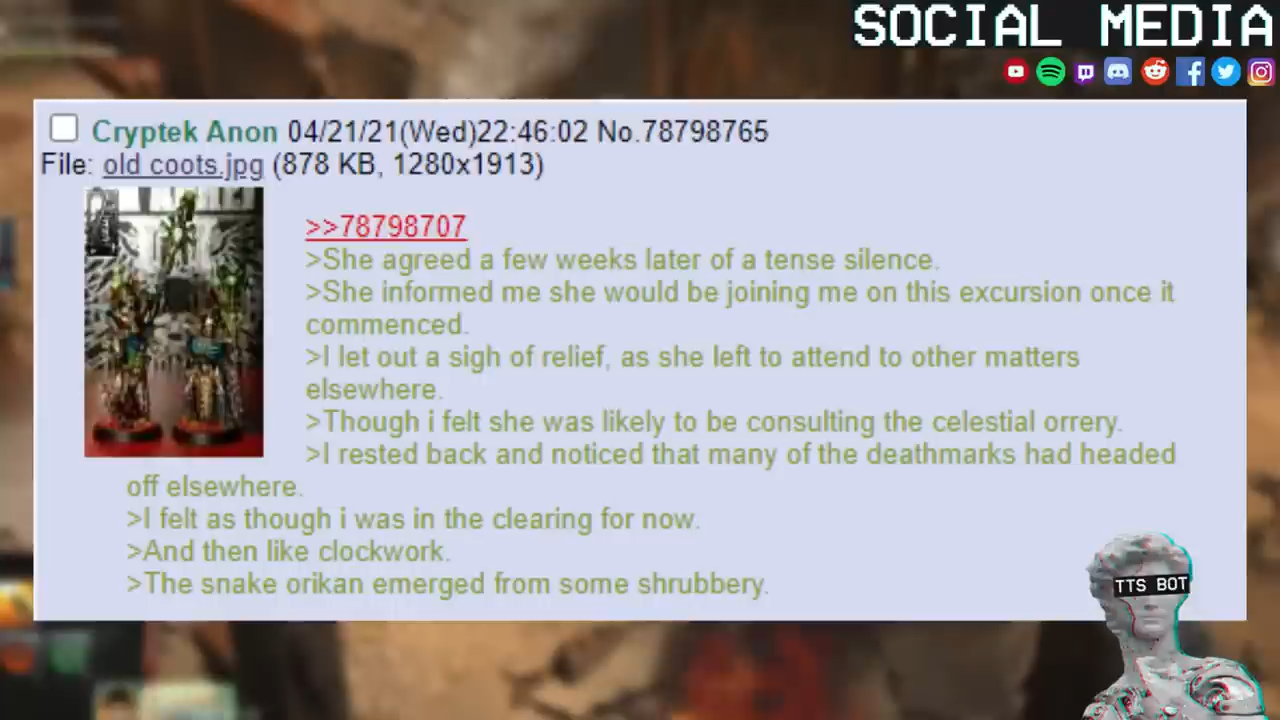 SOCIAL MEDIA
Cryptek Anon 04/21/21(Wed)22:46:02 No.78798765
File: old coots.jpg (878 KB, 1280x1913)
>>78798707
>She agreed a few weeks later of a tense silence.
>She informed me she would be joining me on this excursion once it
commenced.
>I let out a sigh of relief, as she left to attend to other matters
elsewhere.
>Though i felt she was likely to be consulting the celestial orrery.
>I rested back and noticed that many of the deathmarks had headed
off elsewhere.
>I felt as though i was in the clearing for now.
>And then like clockwork.
>The snake orikan emerged from some shrubbery.
TTS BOT